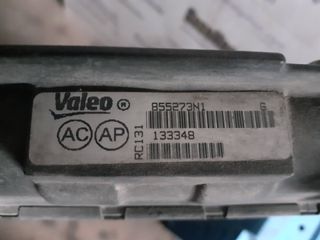 Valeo ®
855273N1 G
AC AP
RC131
133348